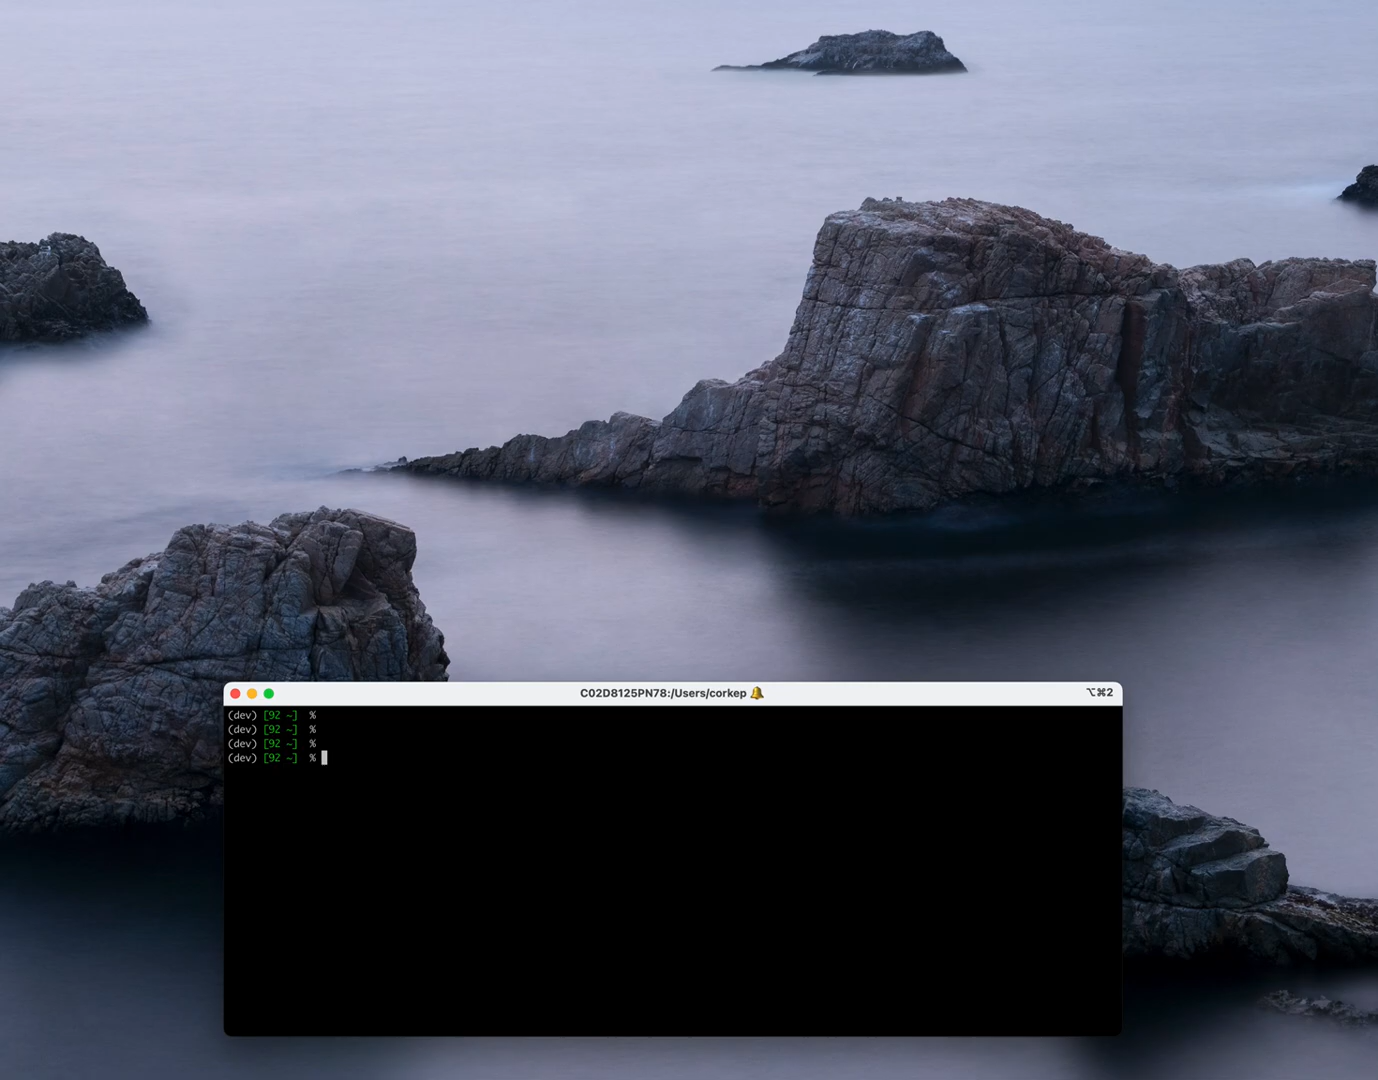 C02D8125PN78:/Users/corkep 🔔 ⌥⌘2
(dev) [92 ~] %
(dev) [92 ~] %
(dev) [92 ~] %
(dev) [92 ~] %